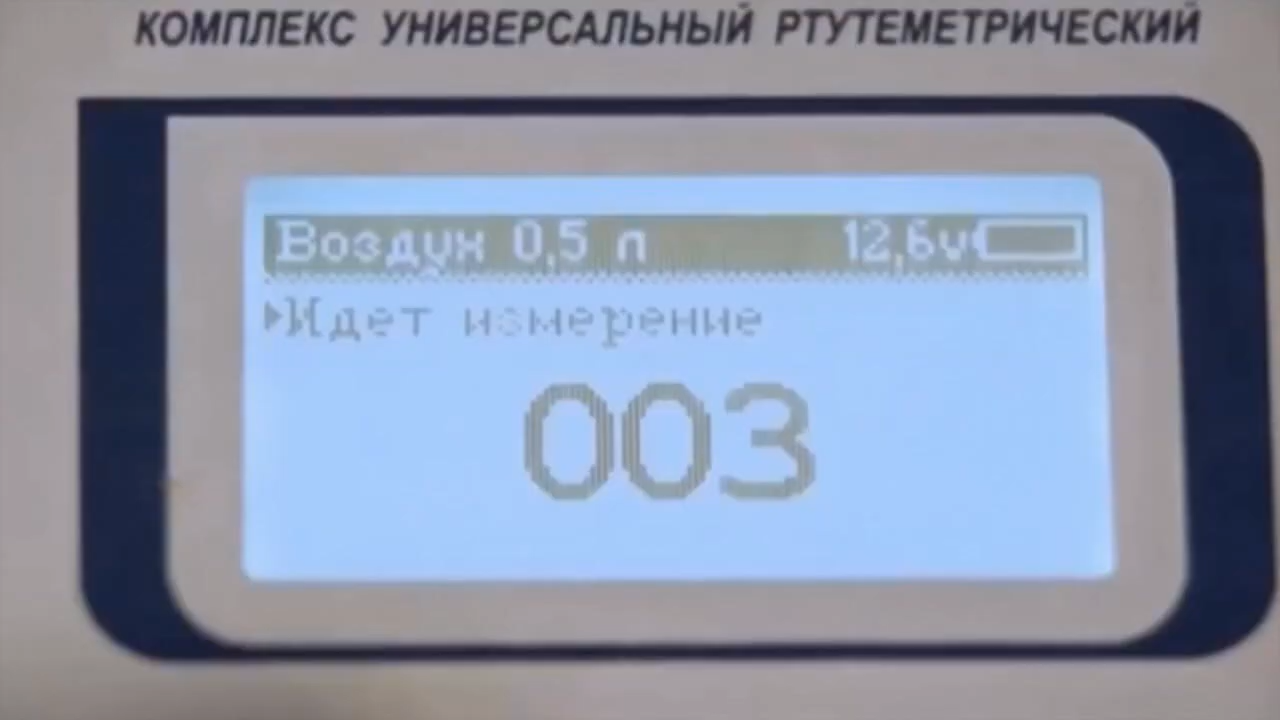 КОМПЛЕКС УНИВЕРСАЛЬНЫЙ РТУТЕМЕТРИЧЕСКИЙ
Воздух 0,5 л 12,6v
Идет измерение
003